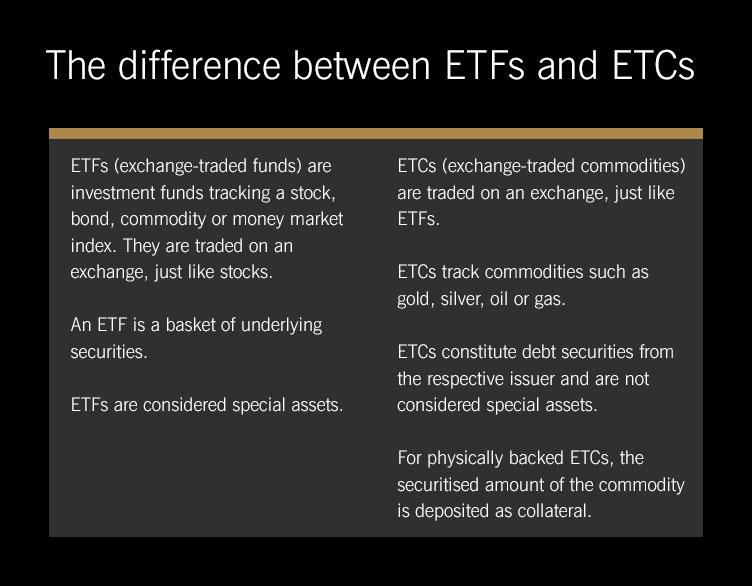 The difference between ETFs and ETCs
ETFs (exchange-traded funds) are
investment funds tracking a stock,
bond, commodity or money market
index. They are traded on an
exchange, just like stocks.
An ETF is a basket of underlying
securities.
ETFs are considered special assets.
ETCs (exchange-traded commodities)
are traded on an exchange, just like
ETFs.
ETCs track commodities such as
gold, silver, oil or gas.
ETCs constitute debt securities from
the respective issuer and are not
considered special assets.
For physically backed ETCs, the
securitised amount of the commodity
is deposited as collateral.